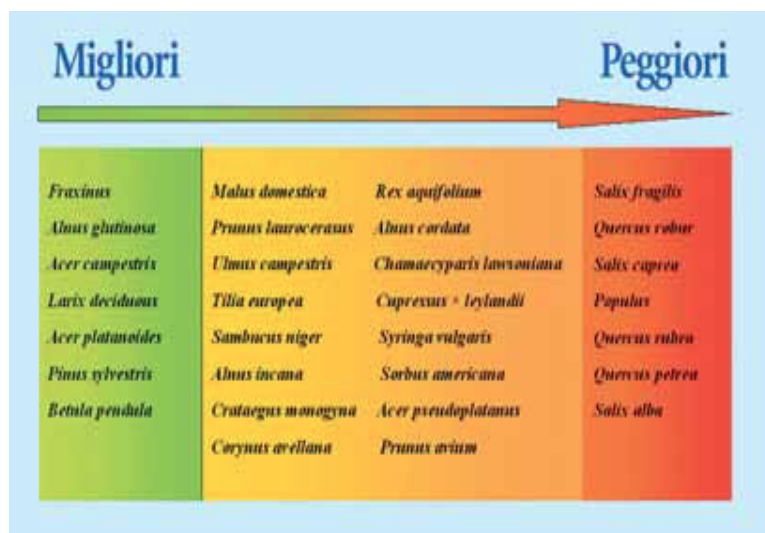 Migliori
Peggiori
Fraxinus
Alnus glutinosa
Acer campestris
Larix deciduous
Acer platanoides
Pinus sylvestris
Betula pendula
Malus domestica
Prunus laurocerasus
Ulmus campestris
Tilia europea
Sambucus niger
Alnus incana
Crataegus monogyna
Corynus avellana
Rex aquifolium
Alnus cordata
Chamaecyparis lawsoniana
Cupressus × leylandii
Syringa vulgaris
Sorbus americana
Acer pseudoplatanus
Prunus avium
Salix fragilis
Quercus robur
Salix caprea
Populus
Quercus rubra
Quercus petrea
Salix alba